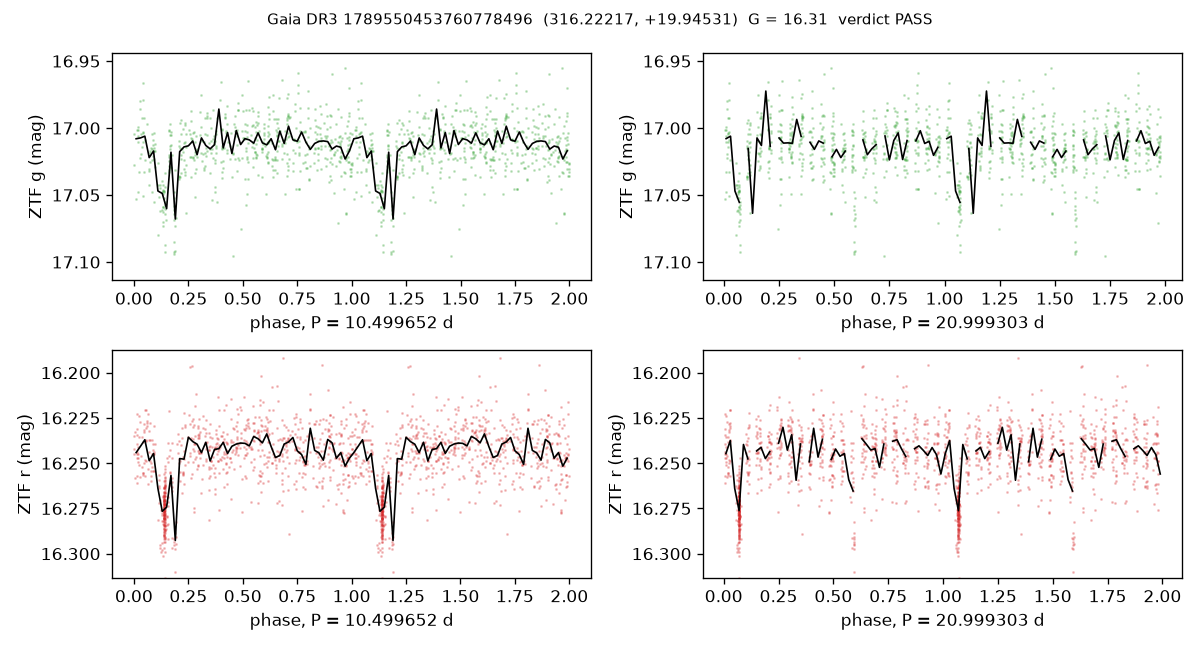 Gaia DR3 1789550453760778496 (316.22217, +19.94531) G = 16.31 verdict PASS
16.95
17.00
17.05
17.10
ZTF g (mag)
0.00 0.25 0.50 0.75 1.00 1.25 1.50 1.75 2.00
phase, P = 10.499652 d
16.95
17.00
17.05
17.10
ZTF g (mag)
0.00 0.25 0.50 0.75 1.00 1.25 1.50 1.75 2.00
phase, P = 20.999303 d
16.200
16.225
16.250
16.275
16.300
ZTF r (mag)
0.00 0.25 0.50 0.75 1.00 1.25 1.50 1.75 2.00
phase, P = 10.499652 d
16.200
16.225
16.250
16.275
16.300
ZTF r (mag)
0.00 0.25 0.50 0.75 1.00 1.25 1.50 1.75 2.00
phase, P = 20.999303 d